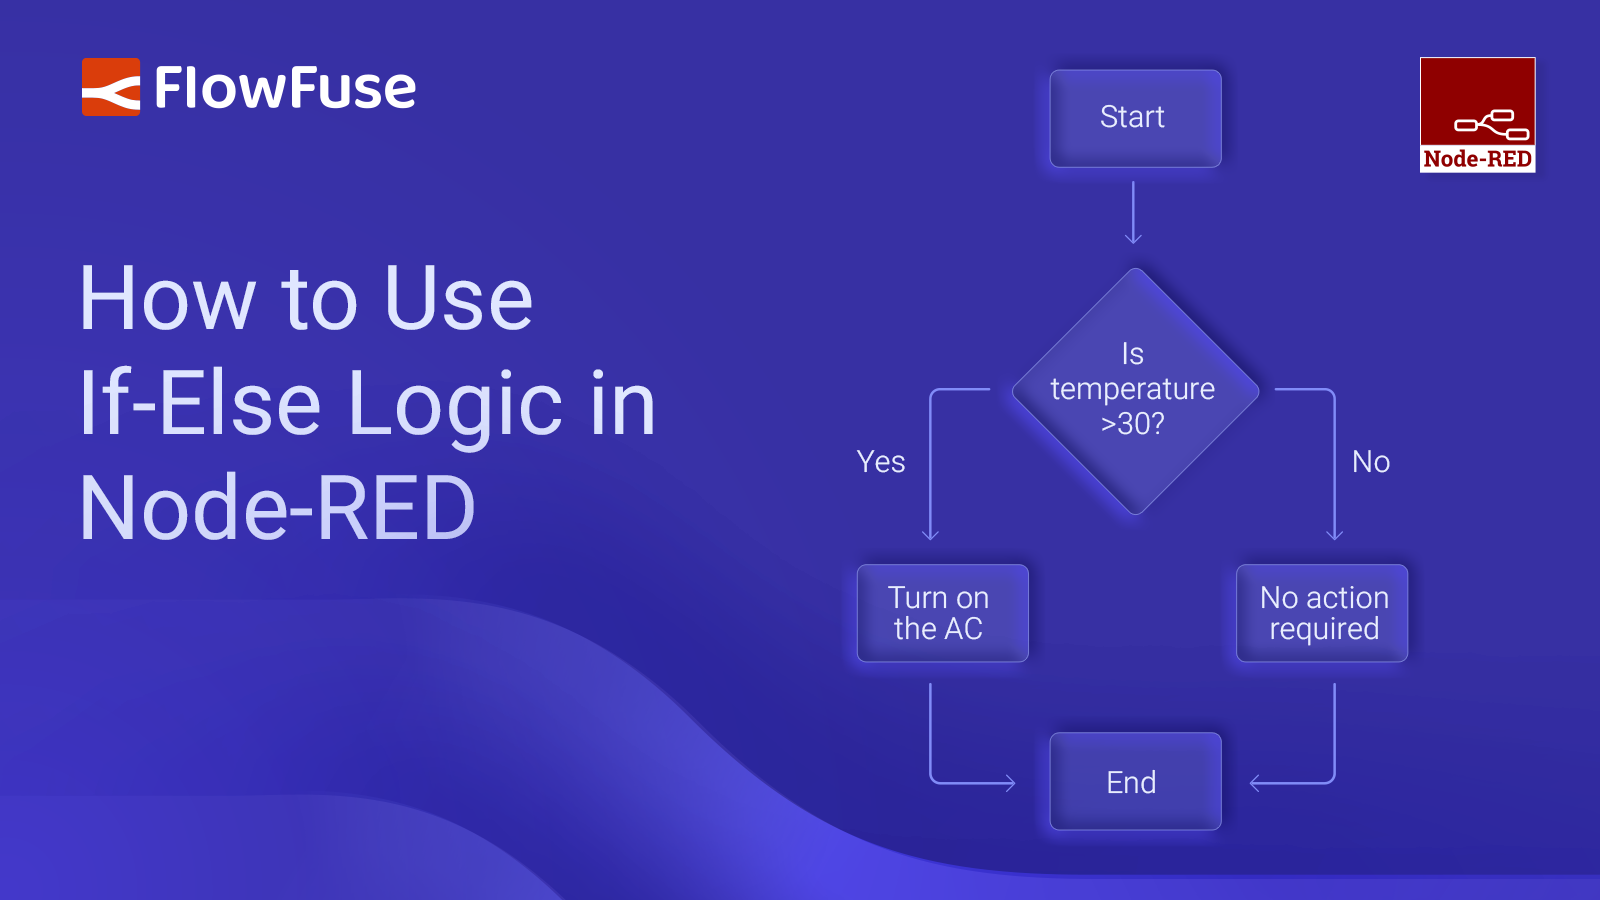 FlowFuse
How to Use
If-Else Logic in
Node-RED
Start
Node-RED
Is
temperature
>30?
Yes
No
Turn on
the AC
No action
required
End